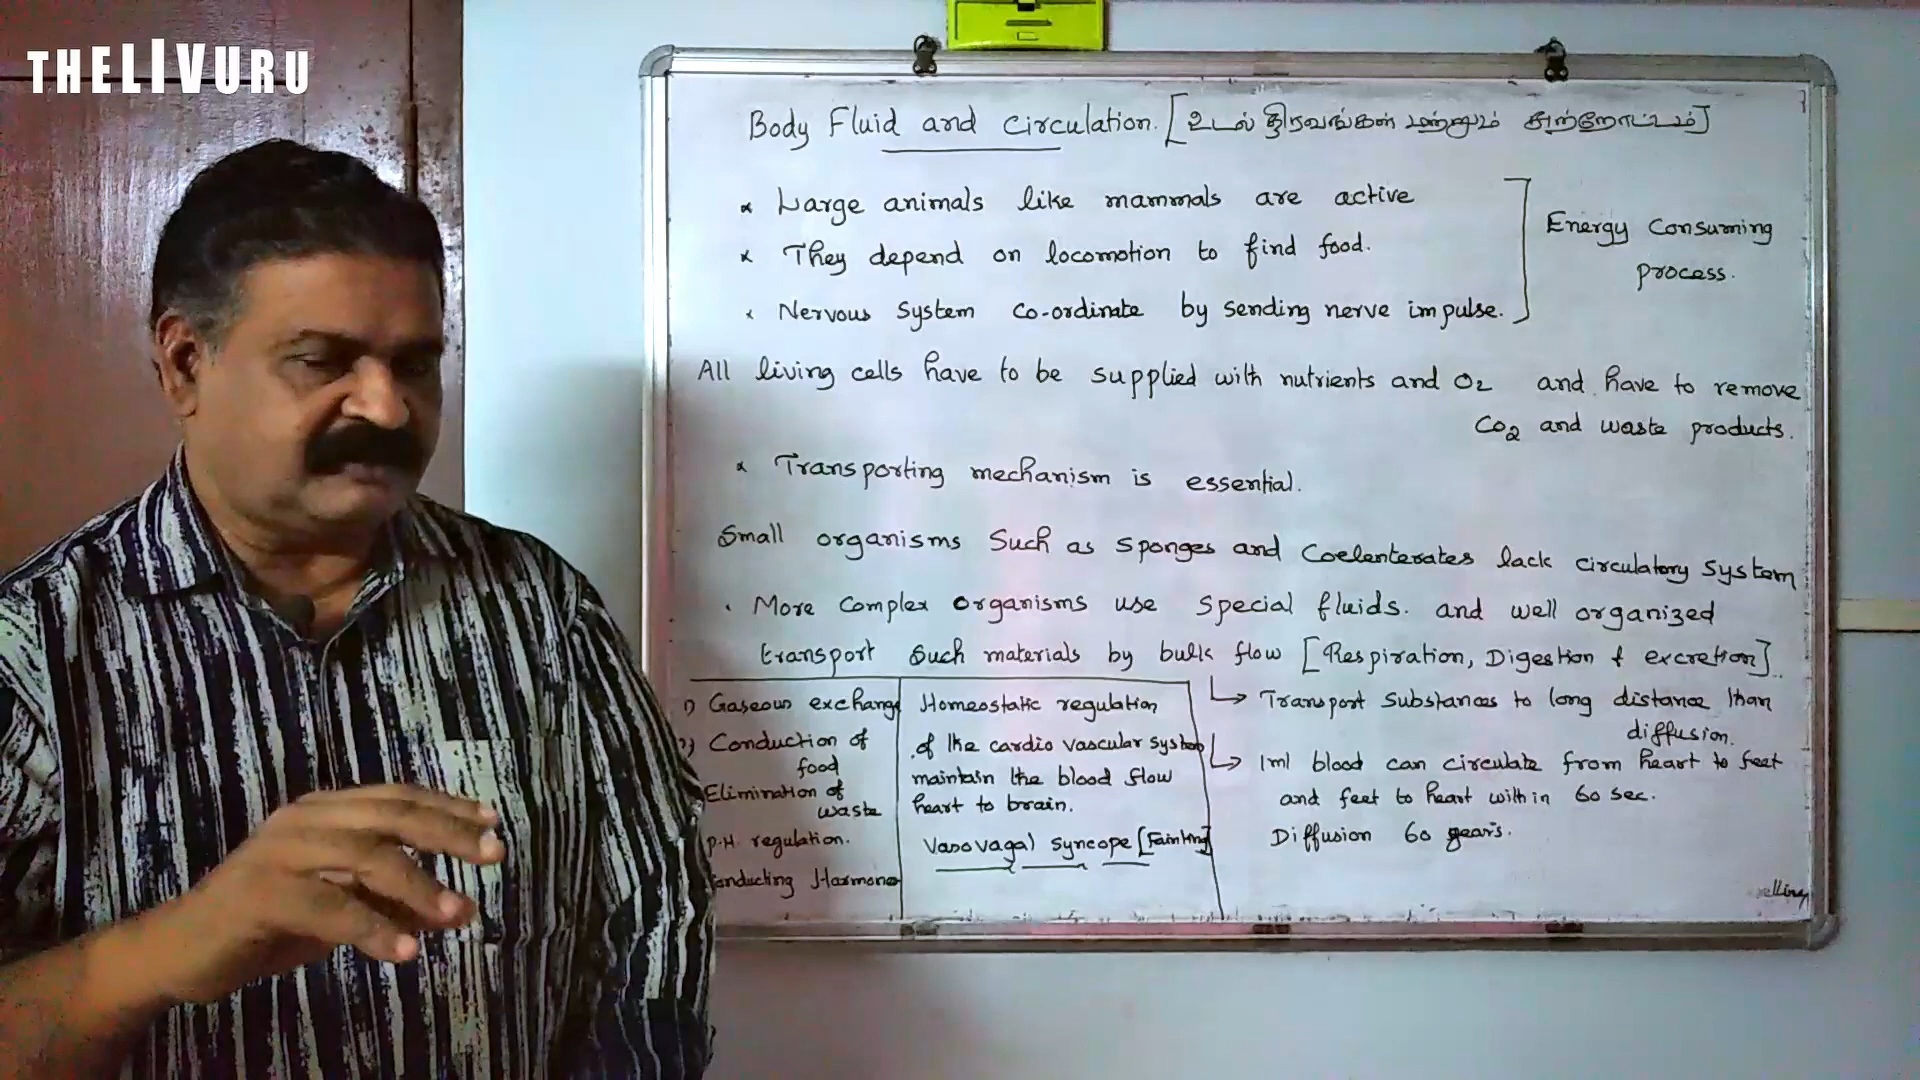 THELIVURU
Body Fluid and circulation. [உடல் திரவங்கள் மற்றும் சுற்றோட்டம்]
* Large animals like mammals are active
* They depend on locomotion to find food.
* Nervous System co-ordinate by sending nerve impulse.
Energy Consuming
process.
All living cells have to be supplied with nutrients and O2 and have to remove
CO2 and waste products.
* Transporting mechanism is essential.
Small organisms Such as Sponges and Coelenterates lack circulatory System
. More Complex organisms use special fluids. and well organized
transport Such materials by bulk flow [Respiration, Digestion & excretion]
1) Gaseous exchange
Conduction of
food
Elimination of
waste
P.H. regulation.
Conducting Harmone
Homeostatic regulation
of the cardio vascular system
maintain the blood flow
heart to brain.
Vasovagal syncope [Fainting]
Transport Substances to long distance than
diffusion.
1ml blood can circulate from heart to feet
and feet to heart within 60 sec.
Diffusion 60 years.